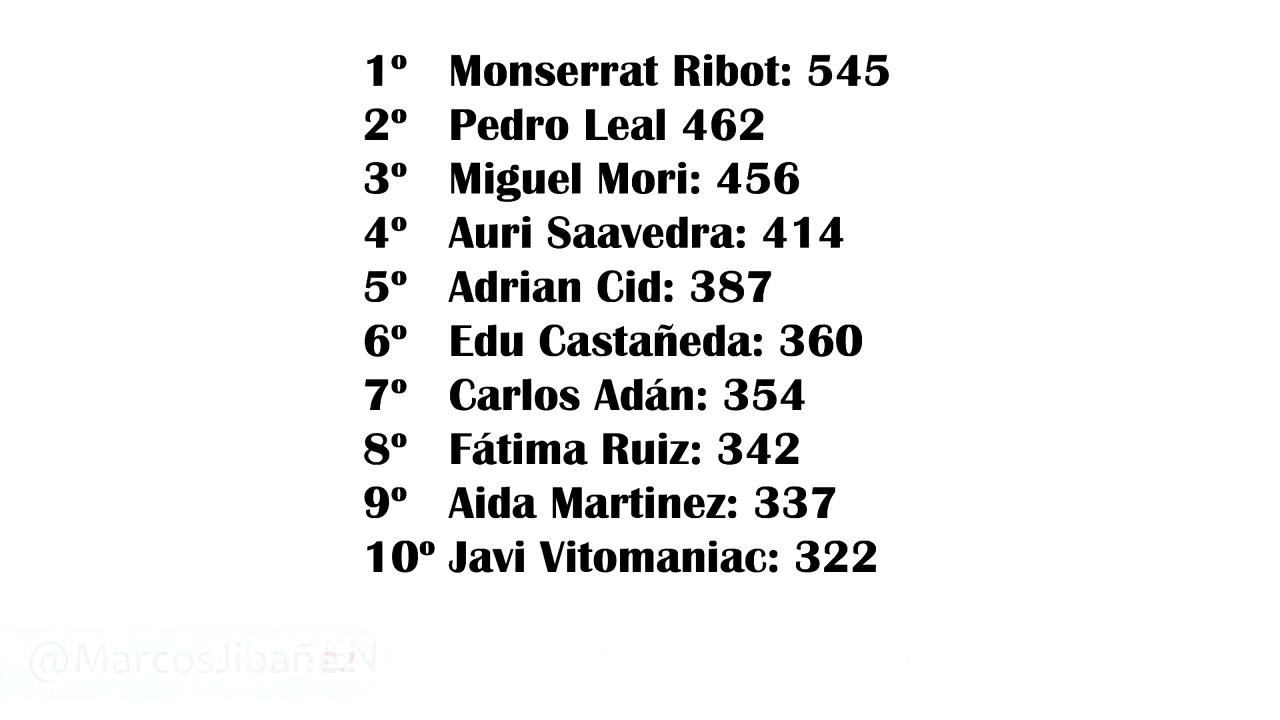 1º Monserrat Ribot: 545
2º Pedro Leal 462
3º Miguel Mori: 456
4º Auri Saavedra: 414
5º Adrian Cid: 387
6º Edu Castañeda: 360
7º Carlos Adán: 354
8º Fátima Ruiz: 342
9º Aida Martinez: 337
10º Javi Vitomaniac: 322